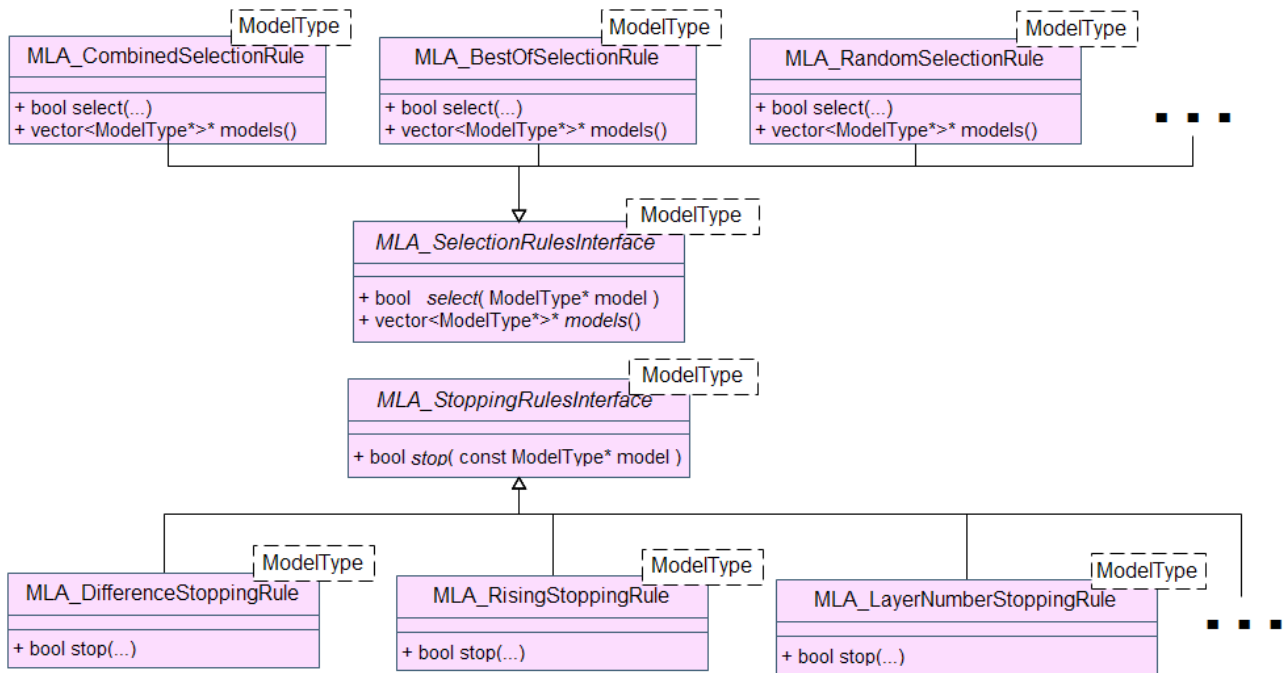 ModelType
ModelType
ModelType
MLA_CombinedSelectionRule
MLA_BestOfSelectionRule
MLA_RandomSelectionRule
+ bool select(...)
+ vector<ModelType*>* models()
+ bool select(...)
+ vector<ModelType*>* models()
+ bool select(...)
+ vector<ModelType*>* models()
ModelType
MLA_SelectionRulesInterface
+ bool select( ModelType* model )
+ vector<ModelType*>* models()
ModelType
MLA_StoppingRulesInterface
+ bool stop( const ModelType* model )
ModelType
ModelType
ModelType
MLA_DifferenceStoppingRule
MLA_RisingStoppingRule
MLA_LayerNumberStoppingRule
+ bool stop(...)
+ bool stop(...)
+ bool stop(...)